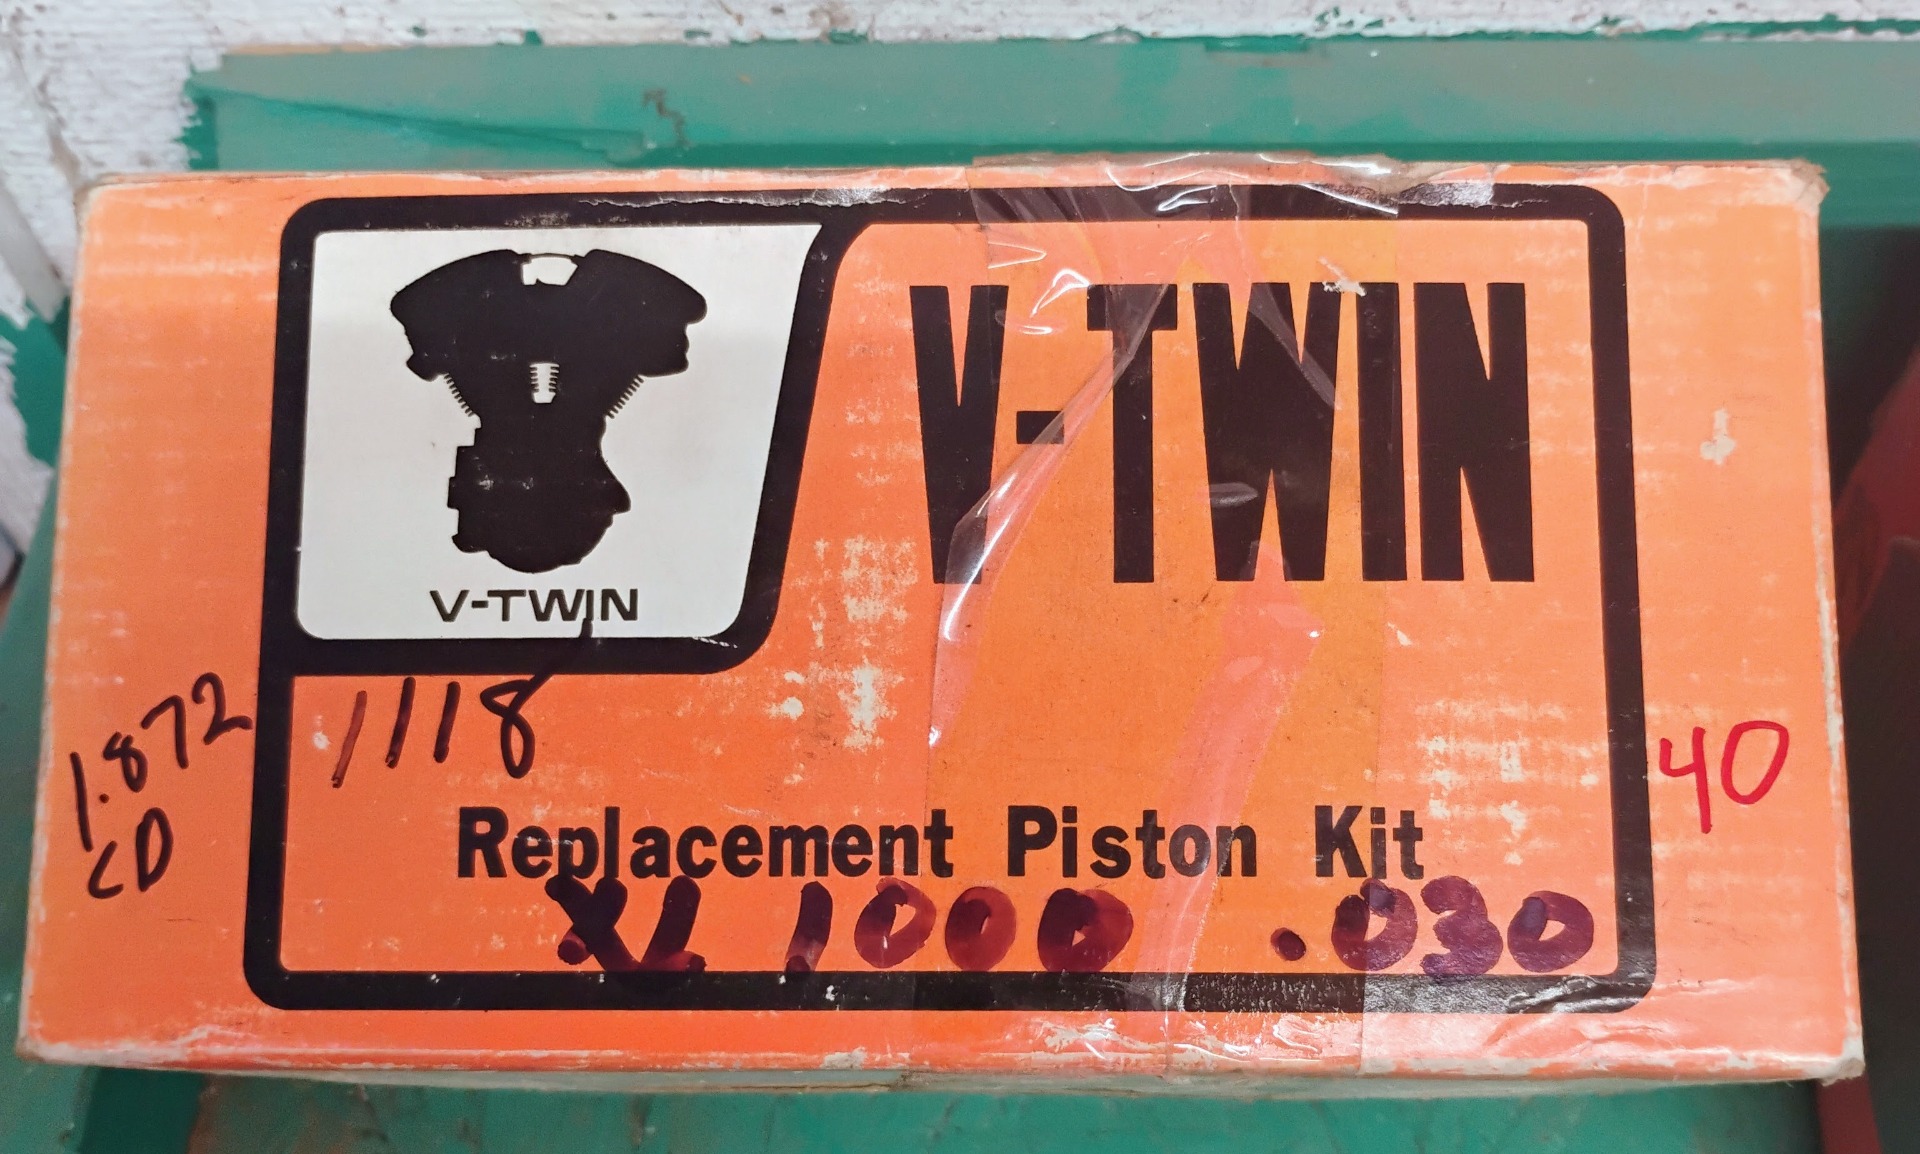 V-TWIN
V-TWIN
1.872
CD
1118
40
Replacement Piston Kit
XL 1000 .030